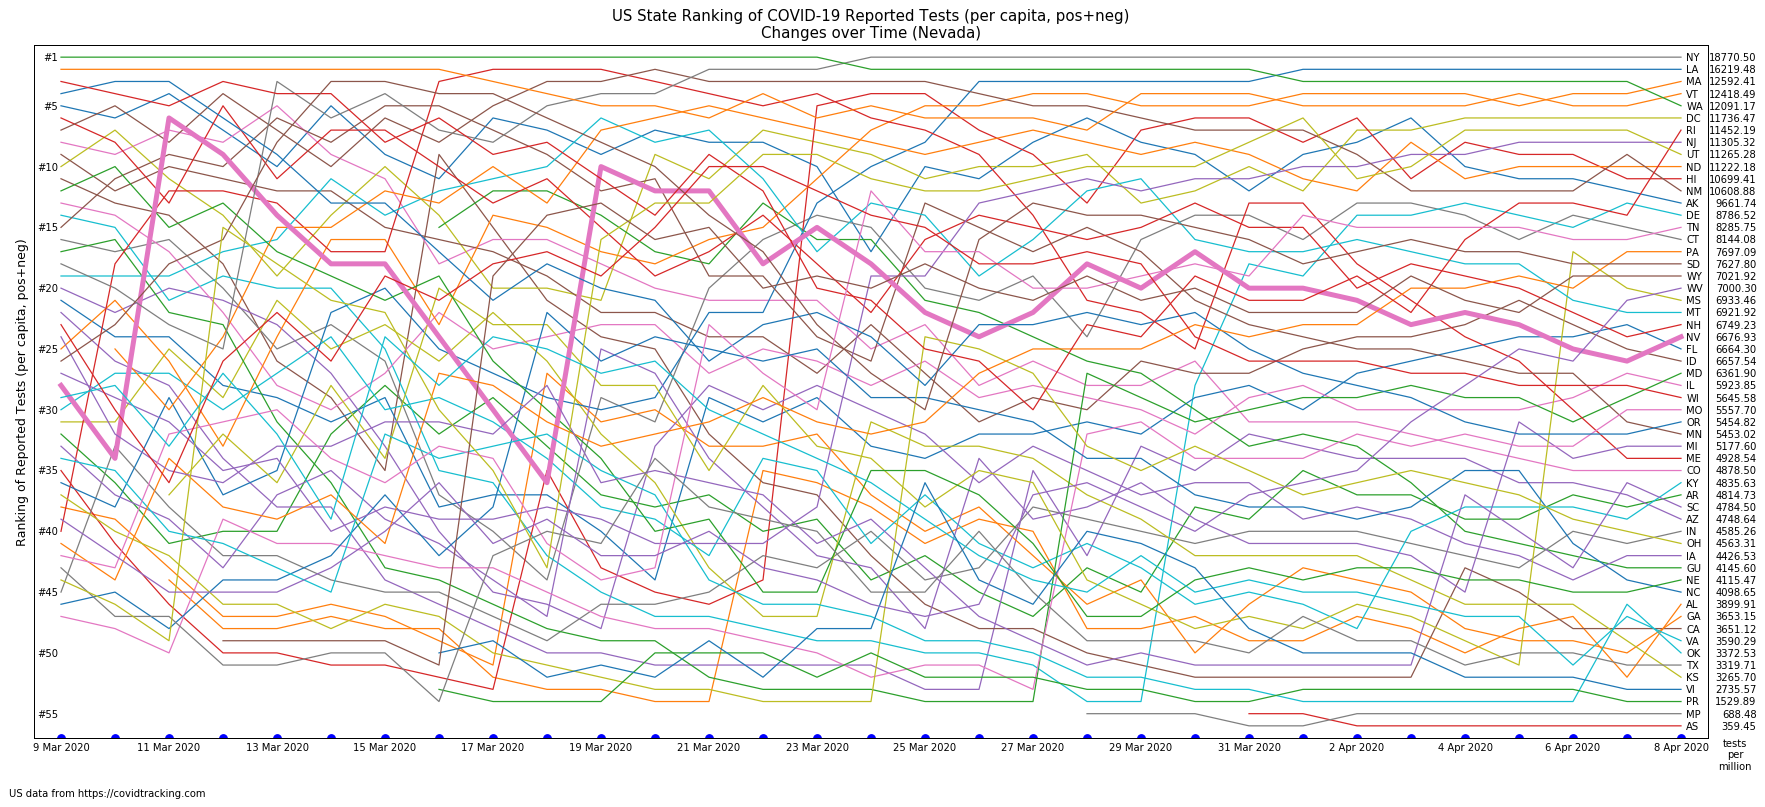 US State Ranking of COVID-19 Reported Tests (per capita, pos+neg)
Changes over Time (Nevada)
Ranking of Reported Tests (per capita, pos+neg)
#1
#5
#10
#15
#20
#25
#30
#35
#40
#45
#50
#55
NY 18770.50
LA 16219.48
MA 12592.41
VT 12418.49
WA 12091.17
DC 11736.47
RI 11452.19
NJ 11305.32
UT 11265.28
ND 11222.18
HI 10699.41
NM 10608.88
AK 9661.74
DE 8786.52
TN 8285.75
CT 8144.08
PA 7697.09
SD 7627.80
WY 7021.92
WV 7000.30
MS 6933.46
MT 6921.92
NH 6749.23
NV 6676.93
FL 6664.30
ID 6657.54
MD 6361.90
IL 5923.85
WI 5645.58
MO 5557.70
OR 5454.82
MN 5453.02
MI 5177.60
ME 4928.54
CO 4878.50
KY 4835.63
AR 4814.73
SC 4784.50
AZ 4748.64
IN 4585.26
OH 4563.31
IA 4426.53
GU 4145.60
NE 4115.47
NC 4098.65
AL 3899.91
GA 3653.15
CA 3651.12
VA 3590.29
OK 3372.53
TX 3319.71
KS 3265.70
VI 2735.57
PR 1529.89
MP 688.48
AS 359.45
9 Mar 2020 11 Mar 2020 13 Mar 2020 15 Mar 2020 17 Mar 2020 19 Mar 2020 21 Mar 2020 23 Mar 2020 25 Mar 2020 27 Mar 2020 29 Mar 2020 31 Mar 2020 2 Apr 2020 4 Apr 2020 6 Apr 2020 8 Apr 2020
tests
per
million
US data from https://covidtracking.com